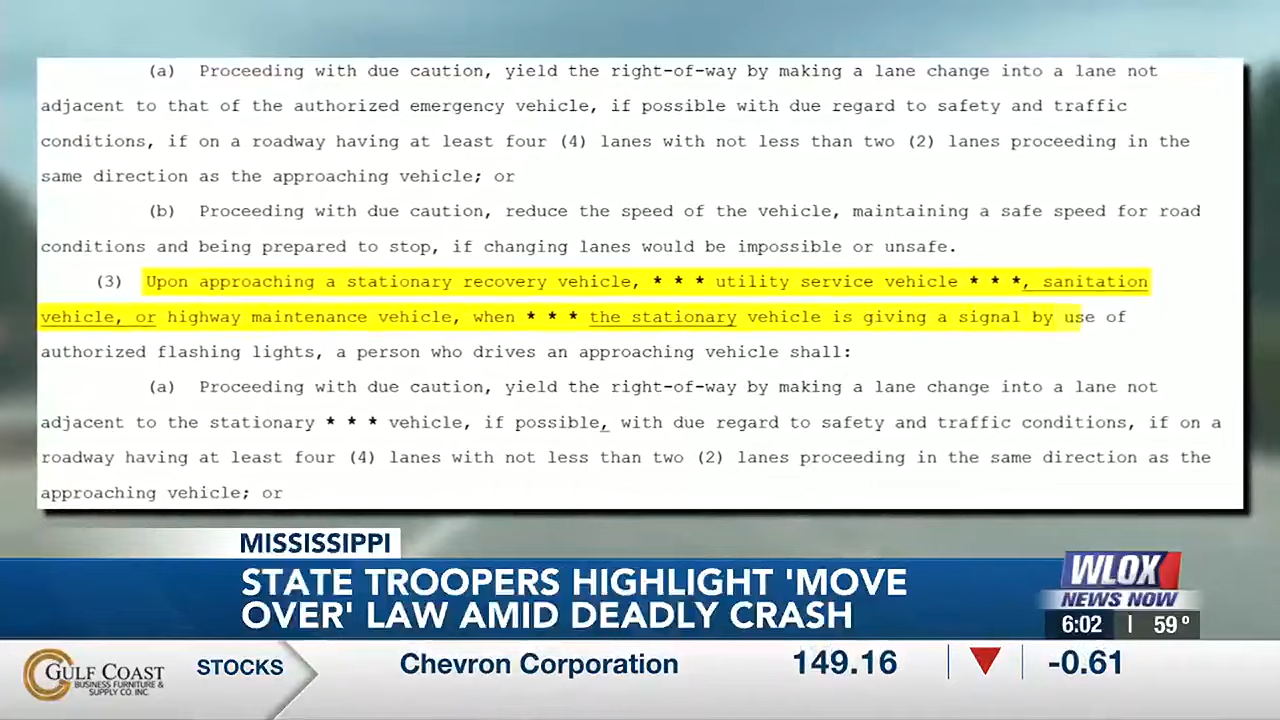 (a) Proceeding with due caution, yield the right-of-way by making a lane change into a lane not
adjacent to that of the authorized emergency vehicle, if possible with due regard to safety and traffic
conditions, if on a roadway having at least four (4) lanes with not less than two (2) lanes proceeding in the
same direction as the approaching vehicle; or
(b) Proceeding with due caution, reduce the speed of the vehicle, maintaining a safe speed for road
conditions and being prepared to stop, if changing lanes would be impossible or unsafe.
(3) Upon approaching a stationary recovery vehicle, * * * utility service vehicle * * *, sanitation
vehicle, or highway maintenance vehicle, when * * * the stationary vehicle is giving a signal by use of
authorized flashing lights, a person who drives an approaching vehicle shall:
(a) Proceeding with due caution, yield the right-of-way by making a lane change into a lane not
adjacent to the stationary * * * vehicle, if possible, with due regard to safety and traffic conditions, if on a
roadway having at least four (4) lanes with not less than two (2) lanes proceeding in the same direction as the
approaching vehicle; or
MISSISSIPPI
STATE TROOPERS HIGHLIGHT 'MOVE
OVER' LAW AMID DEADLY CRASH
WLOX
NEWS NOW
6:02 | 59°
GULF COAST
BUSINESS FURNITURE &
SUPPLY CO. INC
STOCKS
Chevron Corporation 149.16 ▼ -0.61